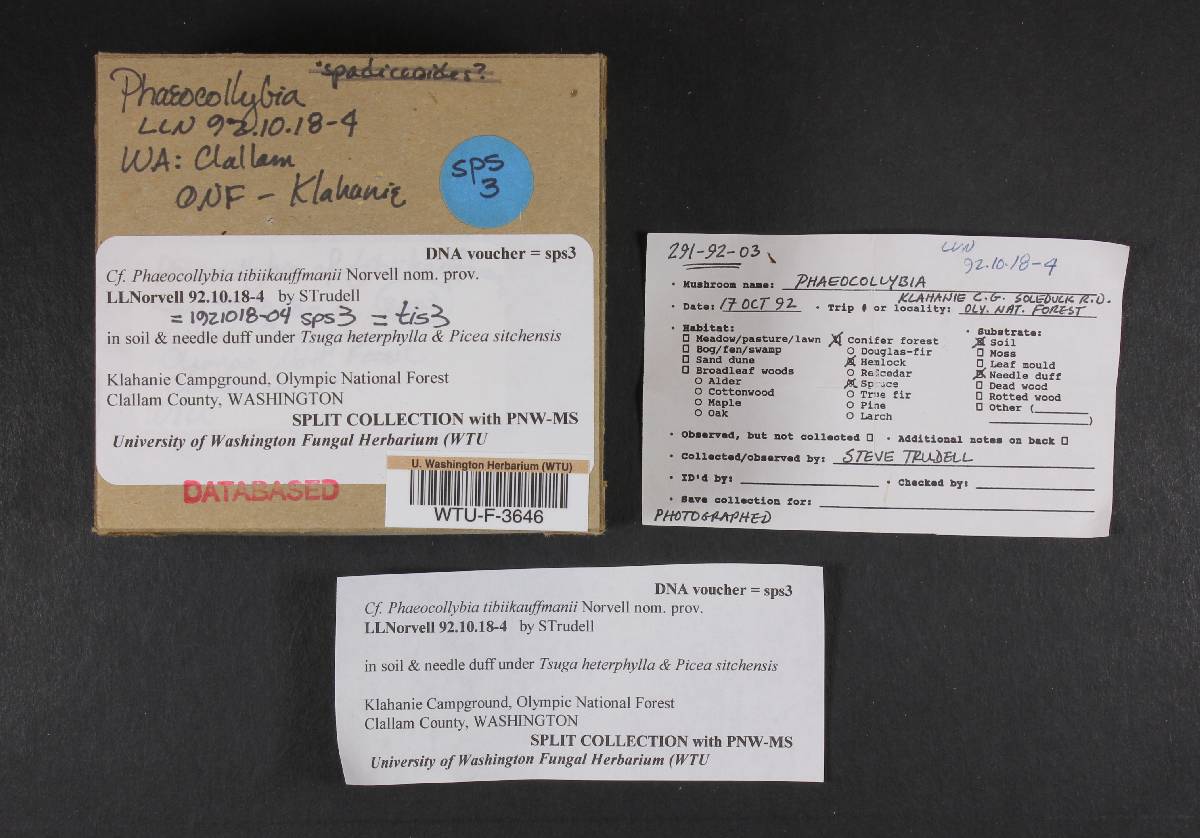 "spadiceoides?
Phaeocollybia
LLN 92.10.18-4
WA: Clallam
ONF - Klahanie
sps
3
DNA voucher = sps3
Cf. Phaeocollybia tibiikauffmanii Norvell nom. prov.
LLNorvell 92.10.18-4 by STrudell
= 1921018-04 sps3 = tis3
in soil & needle duff under Tsuga heterphylla & Picea sitchensis
Klahanie Campground, Olympic National Forest
Clallam County, WASHINGTON
SPLIT COLLECTION with PNW-MS
University of Washington Fungal Herbarium (WTU
DATABASED
U. Washington Herbarium (WTU)
WTU-F-3646
291-92-03
LLN
92.10.18-4
· Mushroom name: PHAEOCOLLYBIA
KLAHANIE C.G. SOLEDUCK R.D.
· Date: 17 OCT 92 · Trip # or locality: OLY. NAT. FOREST
· Habitat:
Meadow/pasture/lawn
Bog/fen/swamp
Sand dune
Broadleaf woods
Alder
Cottonwood
Maple
Oak
Conifer forest
Douglas-fir
Hemlock
Redcedar
Spruce
True fir
Pine
Larch
· Substrate:
Soil
Moss
Leaf mould
Needle duff
Dead wood
Rotted wood
Other (
)
· Observed, but not collected · Additional notes on back
· Collected/observed by: STEVE TRUDELL
· ID'd by: · Checked by:
· Save collection for:
PHOTOGRAPHED
DNA voucher = sps3
Cf. Phaeocollybia tibiikauffmanii Norvell nom. prov.
LLNorvell 92.10.18-4 by STrudell
in soil & needle duff under Tsuga heterphylla & Picea sitchensis
Klahanie Campground, Olympic National Forest
Clallam County, WASHINGTON
SPLIT COLLECTION with PNW-MS
University of Washington Fungal Herbarium (WTU